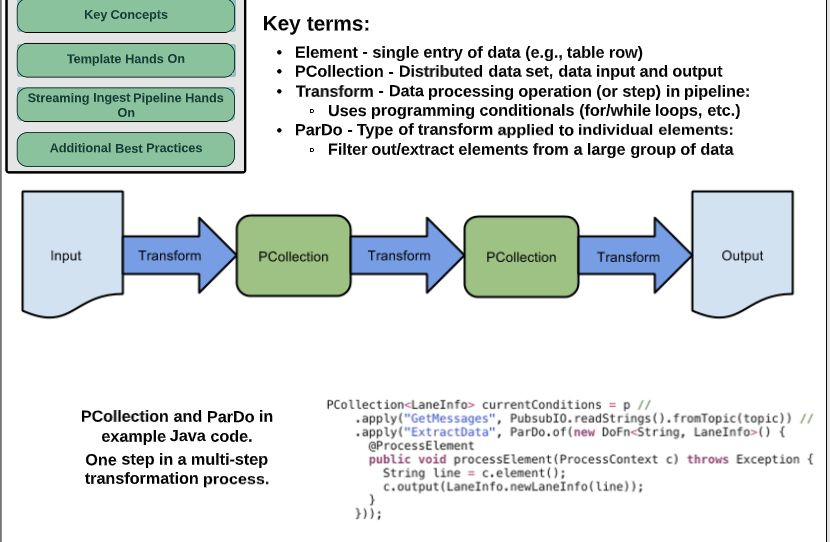 Key Concepts
Template Hands On
Streaming Ingest Pipeline Hands
On
Additional Best Practices
Key terms:
• Element - single entry of data (e.g., table row)
• PCollection - Distributed data set, data input and output
• Transform - Data processing operation (or step) in pipeline:
▫ Uses programming conditionals (for/while loops, etc.)
• ParDo - Type of transform applied to individual elements:
▫ Filter out/extract elements from a large group of data
Input
Transform
PCollection
Transform
PCollection
Transform
Output
PCollection and ParDo in
example Java code.
One step in a multi-step
transformation process.
PCollection<LaneInfo> currentConditions = p //
    .apply("GetMessages", PubsubIO.readStrings().fromTopic(topic)) //
    .apply("ExtractData", ParDo.of(new DoFn<String, LaneInfo>() {
      @ProcessElement
      public void processElement(ProcessContext c) throws Exception {
        String line = c.element();
        c.output(LaneInfo.newLaneInfo(line));
      }
    }));